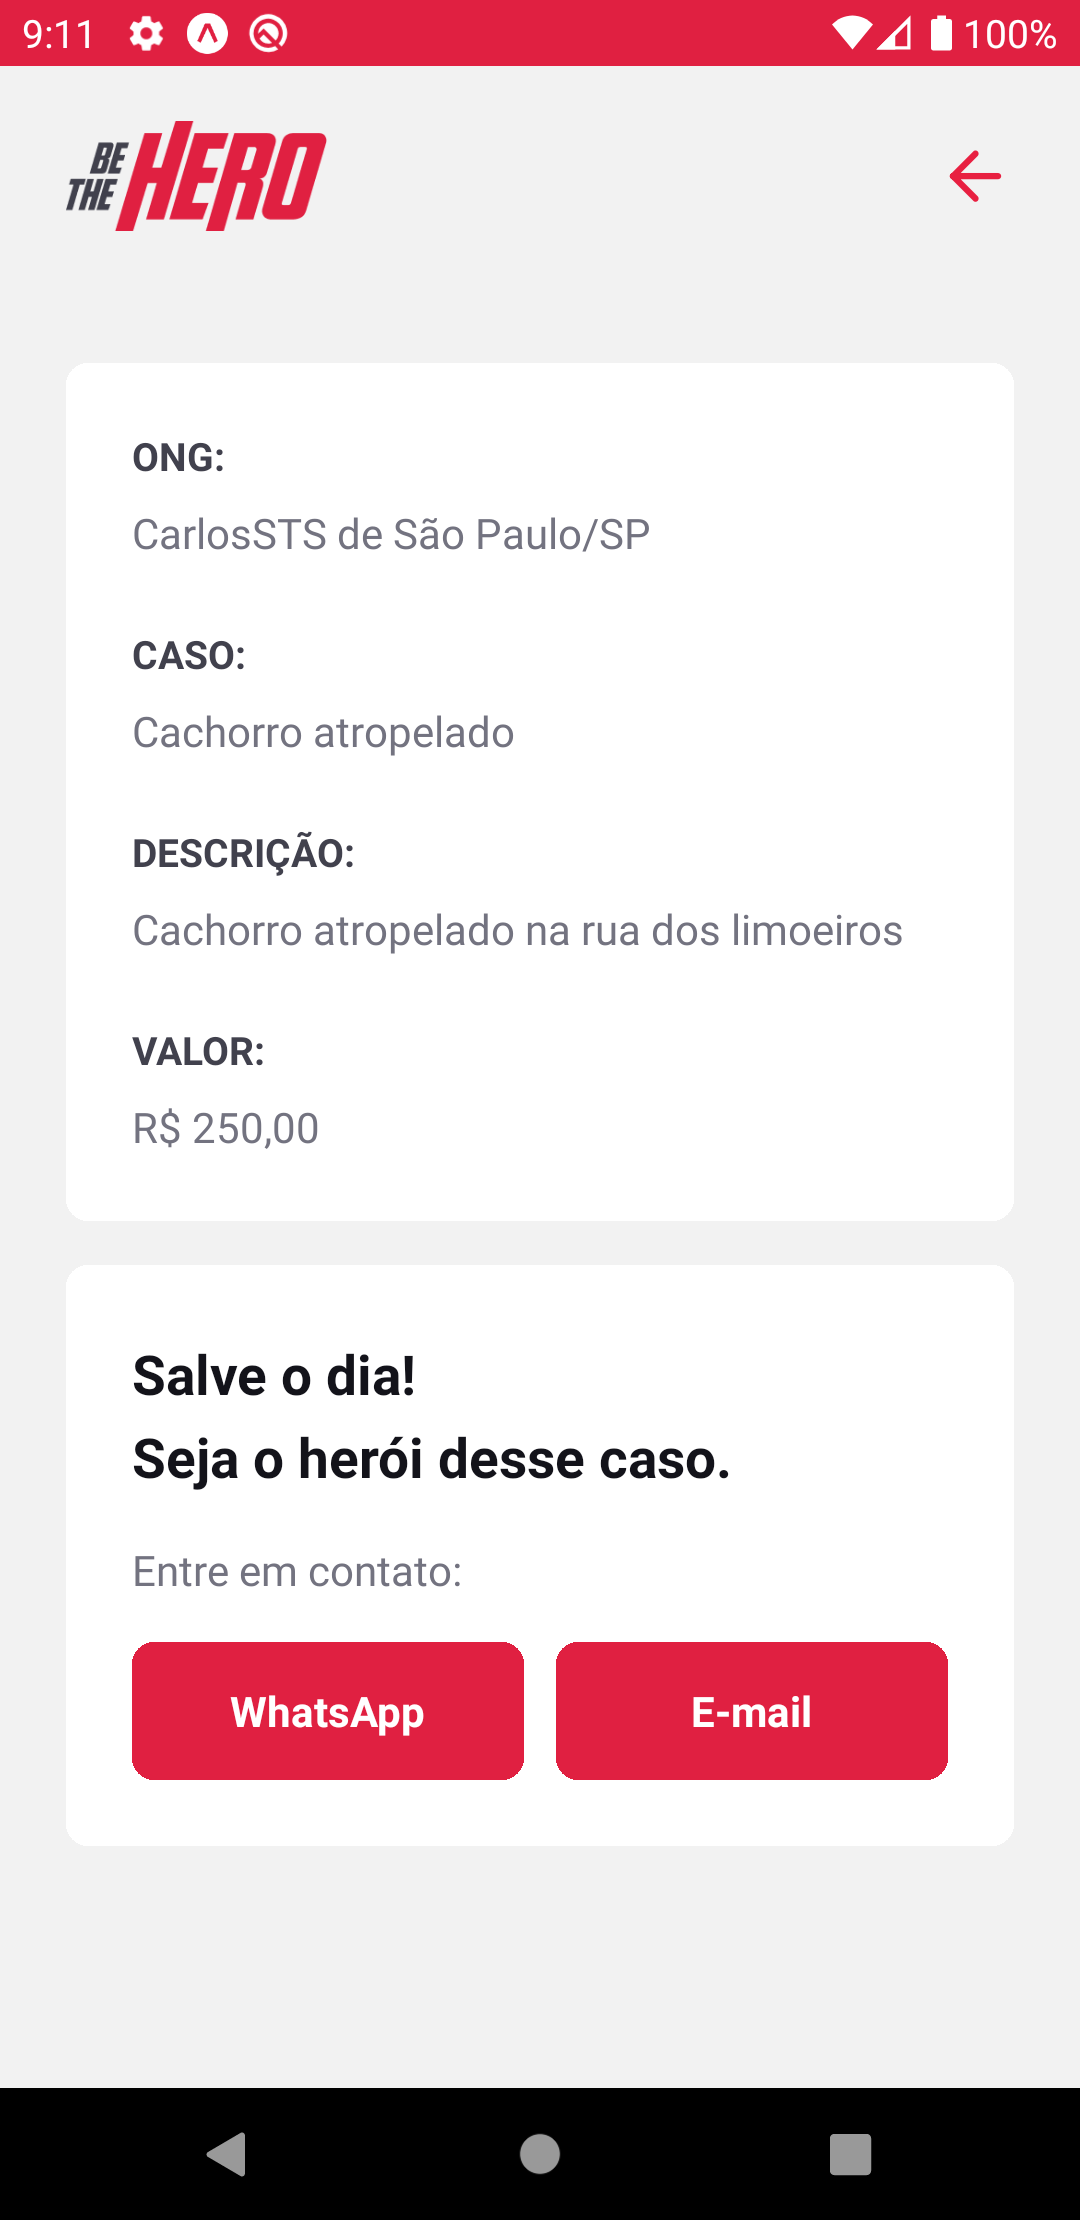 9:11
100%
BE
THE
HERO
ONG:
CarlosSTS de São Paulo/SP
CASO:
Cachorro atropelado
DESCRIÇÃO:
Cachorro atropelado na rua dos limoeiros
VALOR:
R$ 250,00
Salve o dia!
Seja o herói desse caso.
Entre em contato:
WhatsApp
E-mail